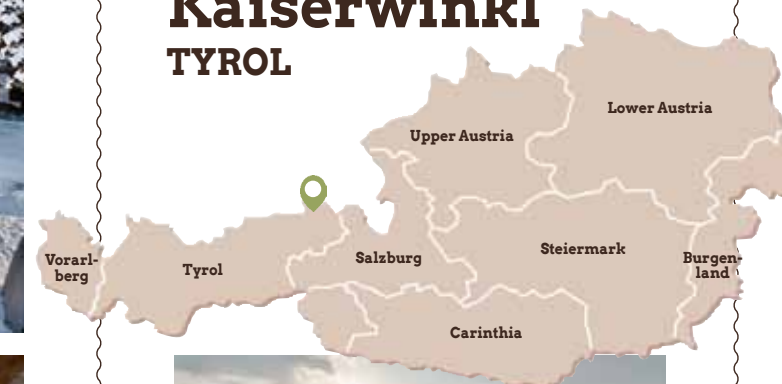 Kaiserwinkl
TYROL
Lower Austria
Upper Austria
Steiermark
Salzburg
Burgen-
land
Vorarl-
berg
Tyrol
Carinthia